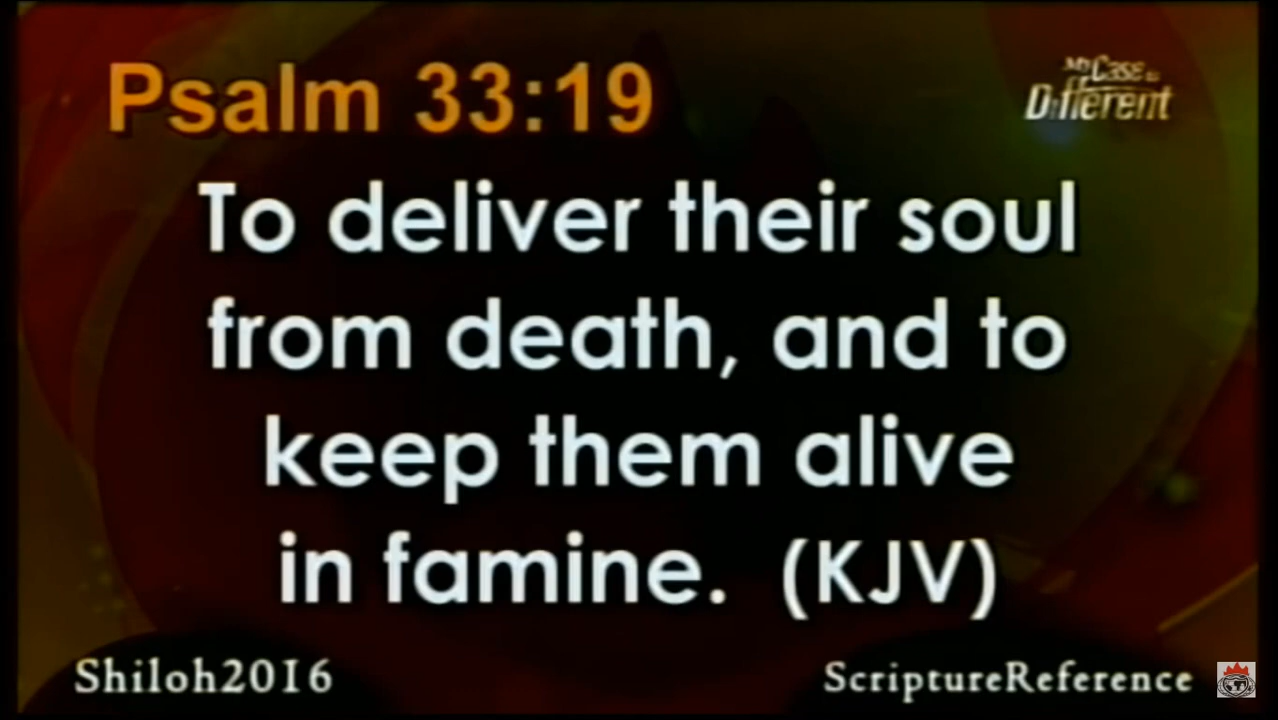 Psalm 33:19
My Case is
Different
To deliver their soul
from death, and to
keep them alive
in famine. (KJV)
Shiloh2016
ScriptureReference